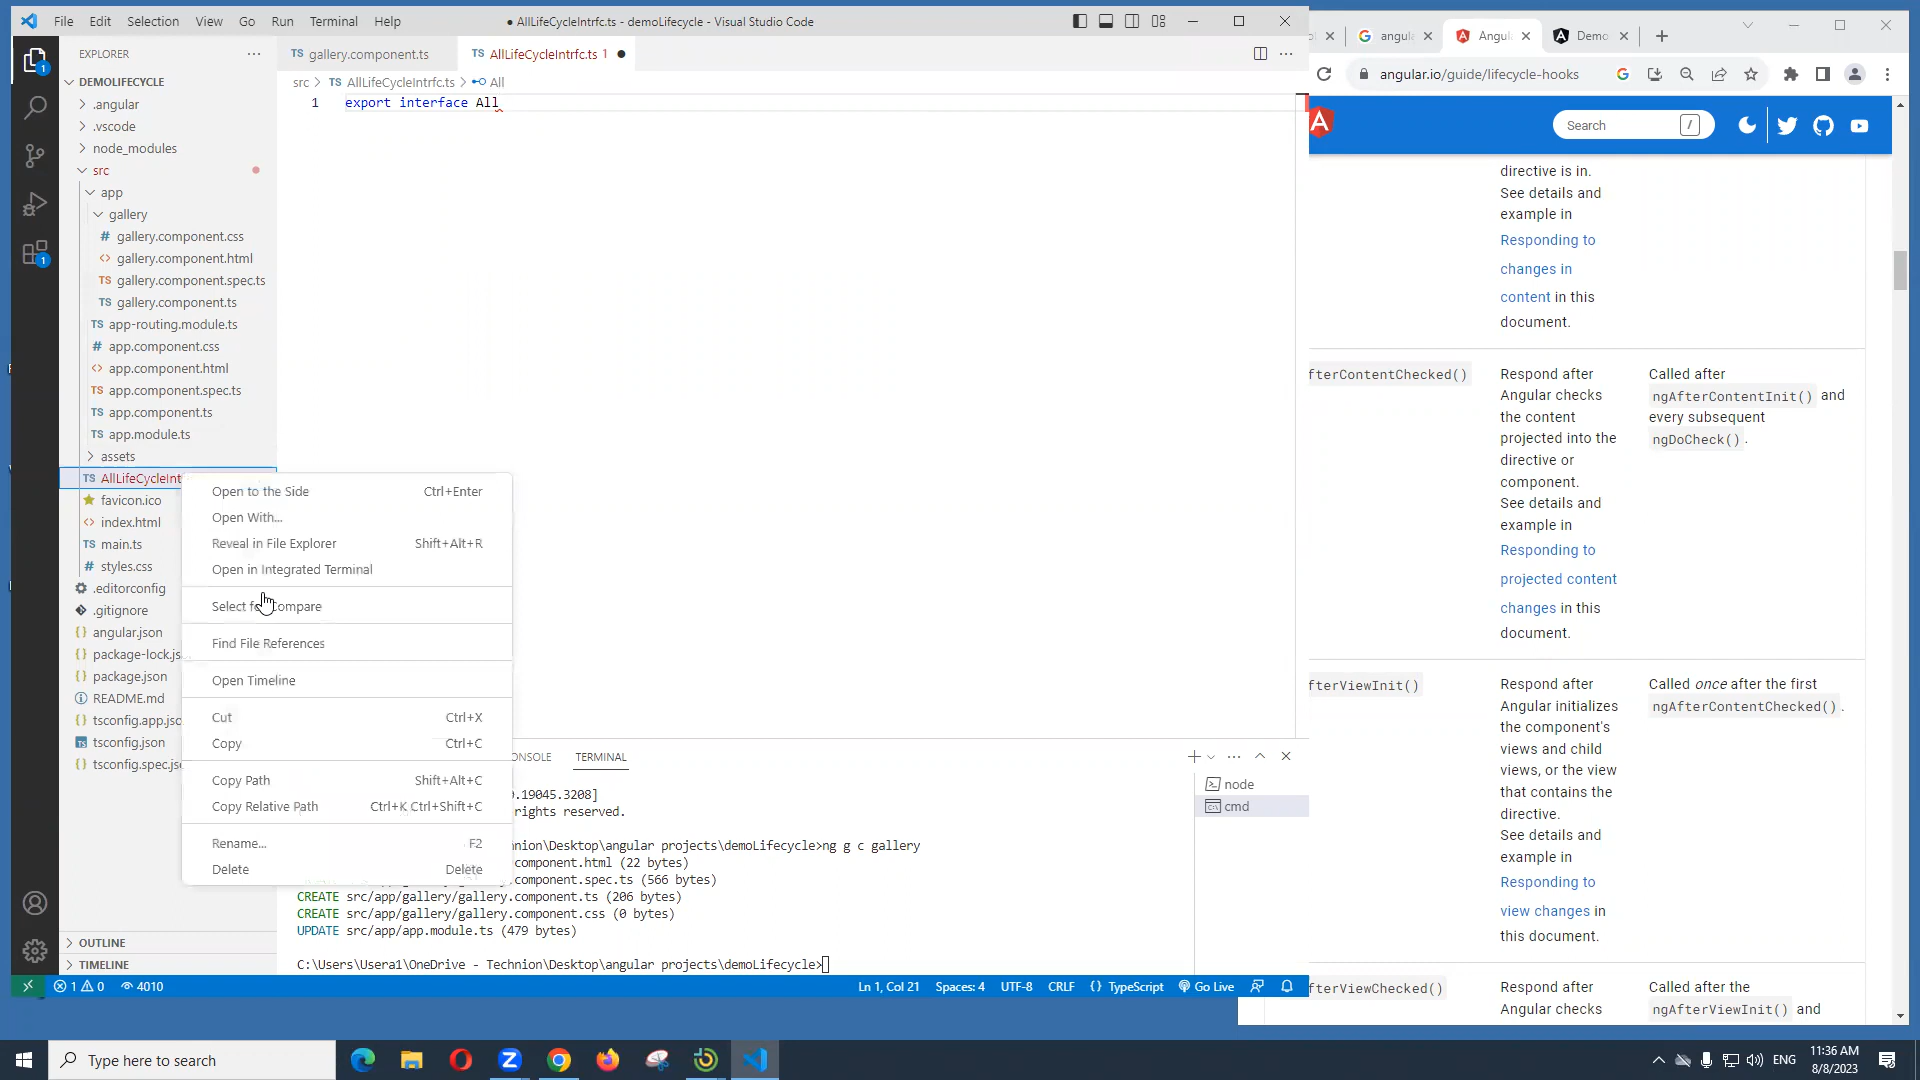 File Edit Selection View Go Run Terminal Help
● AllLifeCycleIntrfc.ts - demoLifecycle - Visual Studio Code
EXPLORER
DEMOLIFECYCLE
.angular
.vscode
node_modules
src
app
gallery
# gallery.component.css
<> gallery.component.html
TS gallery.component.spec.ts
TS gallery.component.ts
TS app-routing.module.ts
# app.component.css
<> app.component.html
TS app.component.spec.ts
TS app.component.ts
TS app.module.ts
assets
TS AllLifeCycleInt
favicon.ico
<> index.html
TS main.ts
# styles.css
.editorconfig
.gitignore
{} angular.json
{} package-lock.js
{} package.json
README.md
{} tsconfig.app.jso
TS tsconfig.json
{} tsconfig.spec.js
OUTLINE
TIMELINE
TS gallery.component.ts
TS AllLifeCycleIntrfc.ts 1 ●
src > TS AllLifeCycleIntrfc.ts > All
1 export interface All
Open to the Side Ctrl+Enter
Open With...
Reveal in File Explorer Shift+Alt+R
Open in Integrated Terminal
Select for Compare
Find File References
Open Timeline
Cut Ctrl+X
Copy Ctrl+C
Copy Path Shift+Alt+C
Copy Relative Path Ctrl+K Ctrl+Shift+C
Rename... F2
Delete Delete
ONSOLE TERMINAL
node
cmd
0.19045.3208]
rights reserved.
nion\Desktop\angular projects\demoLifecycle>ng g c gallery
component.html (22 bytes)
component.spec.ts (566 bytes)
CREATE src/app/gallery/gallery.component.ts (206 bytes)
CREATE src/app/gallery/gallery.component.css (0 bytes)
UPDATE src/app/app.module.ts (479 bytes)
C:\Users\Usera1\OneDrive - Technion\Desktop\angular projects\demoLifecycle>
1 0 4010
Ln 1, Col 21 Spaces: 4 UTF-8 CRLF {} TypeScript Go Live
angula
Angul
Demo
angular.io/guide/lifecycle-hooks
Search /
directive is in.
See details and
example in
Responding to
changes in
content in this
document.
fterContentChecked()
Respond after
Angular checks
the content
projected into the
directive or
component.
See details and
example in
Responding to
projected content
changes in this
document.
Called after
ngAfterContentInit() and
every subsequent
ngDoCheck().
fterViewInit()
Respond after
Angular initializes
the component's
views and child
views, or the view
that contains the
directive.
See details and
example in
Responding to
view changes in
this document.
Called once after the first
ngAfterContentChecked().
fterViewChecked()
Respond after
Angular checks
Called after the
ngAfterViewInit() and
Type here to search
ENG
11:36 AM
8/8/2023